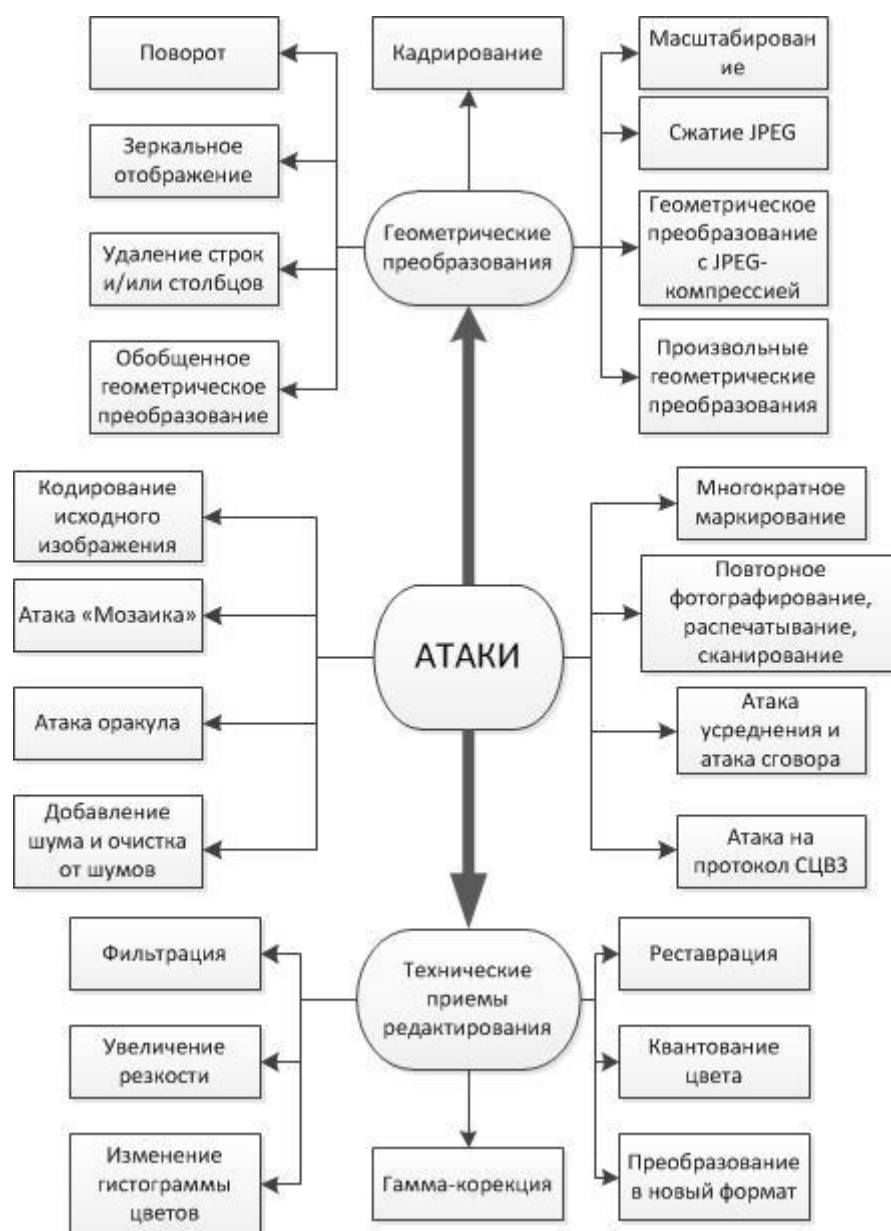 Поворот
Кадрирование
Масштабирован
ие
Зеркальное
отображение
Сжатие JPEG
Геометрические
преобразования
Удаление строк
и/или столбцов
Геометрическое
преобразование
с JPEG-
компрессией
Обобщенное
геометрическое
преобразование
Произвольные
геометрические
преобразования
Кодирование
исходного
изображения
Многократное
маркирование
Атака «Мозаика»
Повторное
фотографирование,
распечатывание,
сканирование
АТАКИ
Атака оракула
Атака
усреднения и
атака сговора
Добавление
шума и очистка
от шумов
Атака на
протокол СЦВЗ
Фильтрация
Технические
приемы
редактирования
Реставрация
Увеличение
резкости
Квантование
цвета
Изменение
гистограммы
цветов
Гамма-корекция
Преобразование
в новый формат